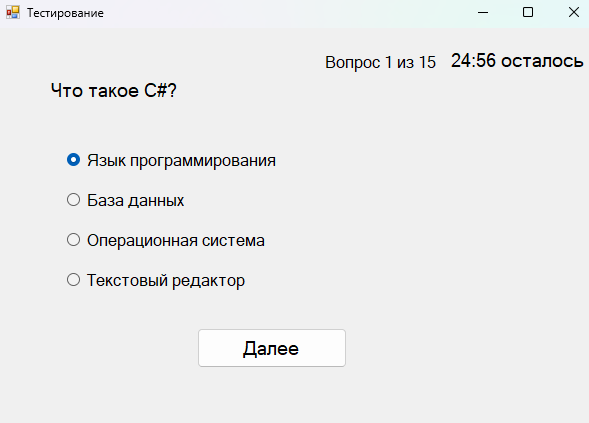 Тестирование
Вопрос 1 из 15
24:56 осталось
Что такое C#?
Язык программирования
База данных
Операционная система
Текстовый редактор
Далее